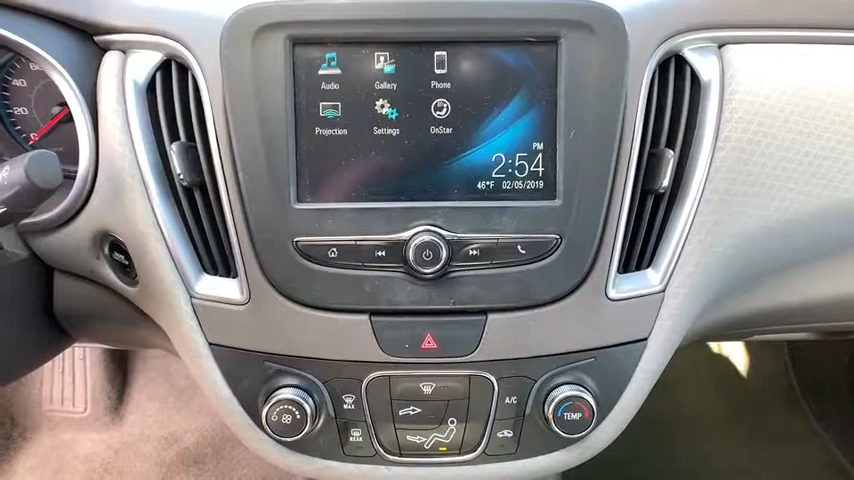 Audio
Gallery
Phone
Projection
Settings
OnStar
PM
2:54
46°F 02/05/2019
MAX
REAR
A/C
TEMP